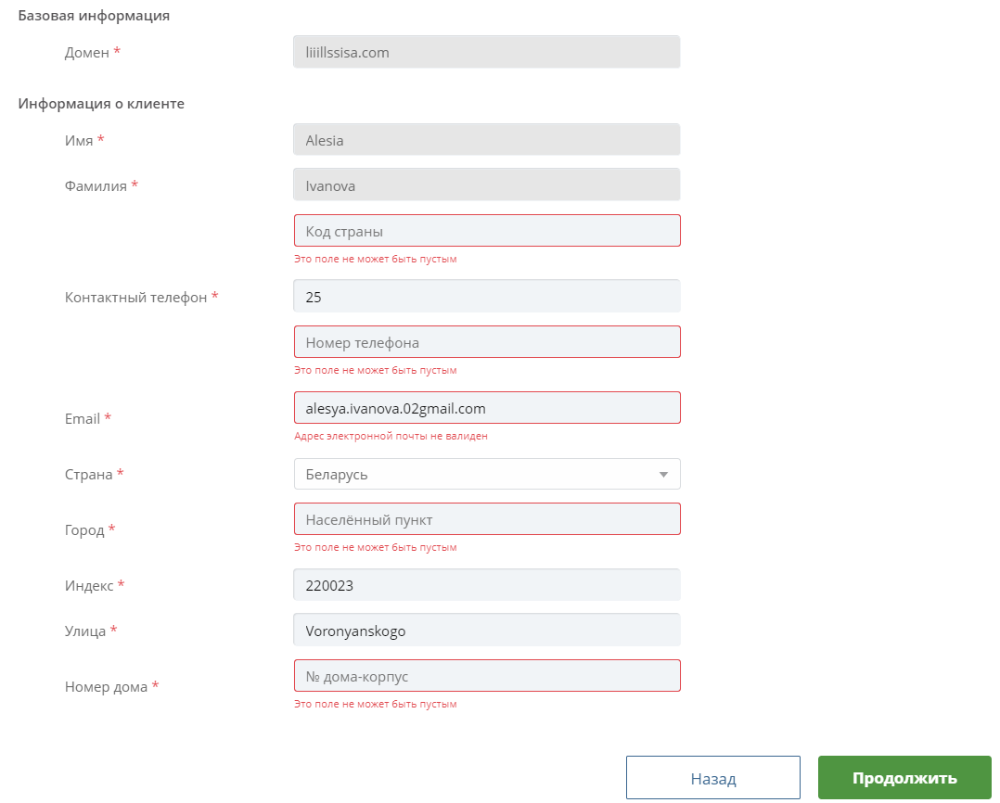 Базовая информация
Домен * liiillssisa.com
Информация о клиенте
Имя * Alesia
Фамилия * Ivanova
Код страны
Это поле не может быть пустым
Контактный телефон * 25
Номер телефона
Это поле не может быть пустым
Email * alesya.ivanova.02gmail.com
Адрес электронной почты не валиден
Страна * Беларусь
Город * Населённый пункт
Это поле не может быть пустым
Индекс * 220023
Улица * Voronyanskogo
Номер дома * № дома-корпус
Это поле не может быть пустым
Назад Продолжить